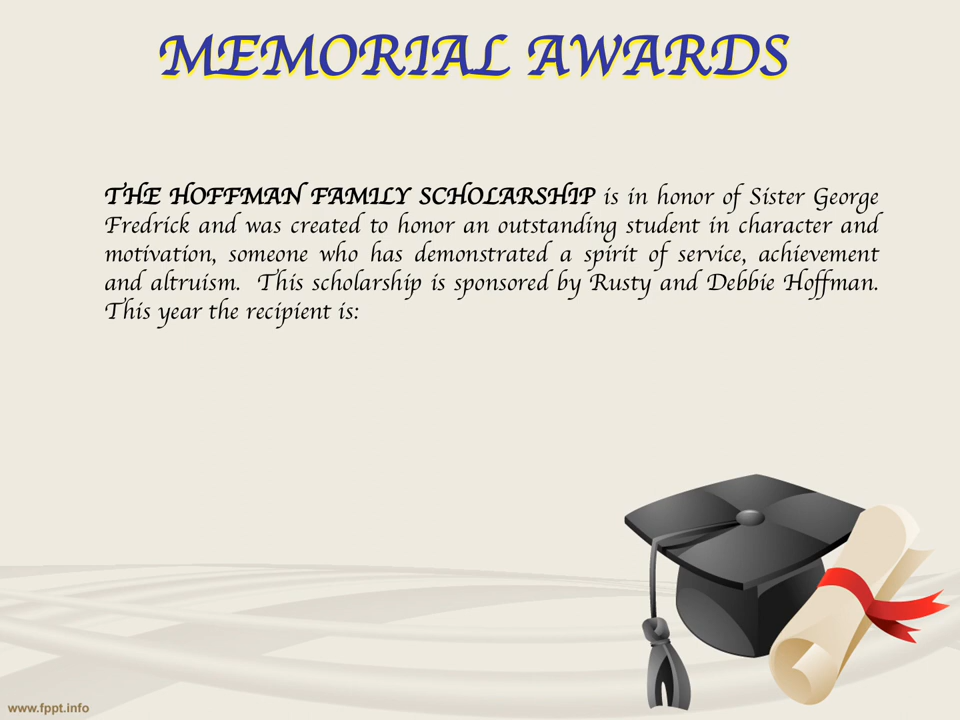 MEMORIAL AWARDS
THE HOFFMAN FAMILY SCHOLARSHIP is in honor of Sister George
Fredrick and was created to honor an outstanding student in character and
motivation, someone who has demonstrated a spirit of service, achievement
and altruism.  This scholarship is sponsored by Rusty and Debbie Hoffman.
This year the recipient is:
www.fppt.info